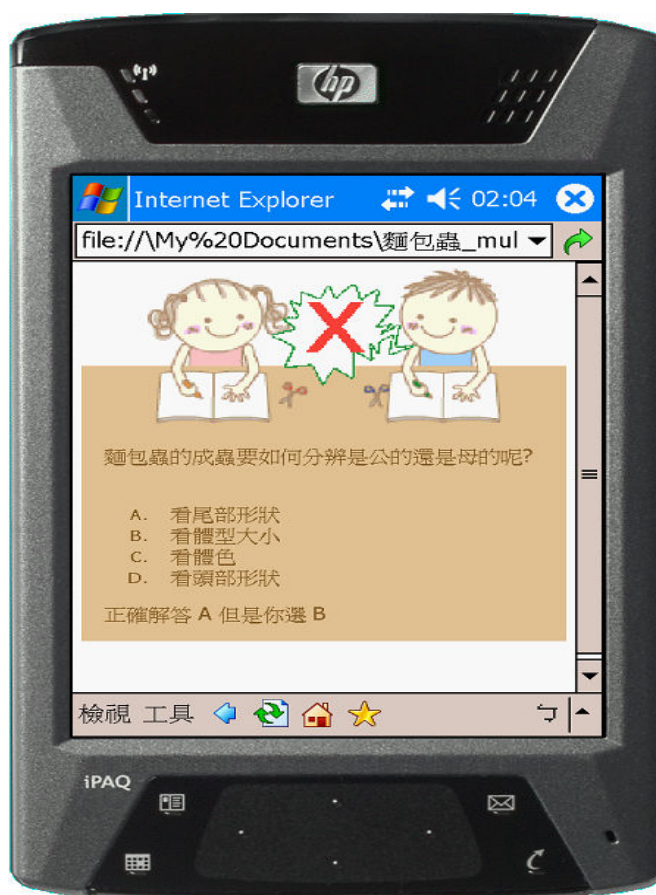 hp
Internet Explorer 02:04
file://\My%20Documents\麵包蟲_mul
X
麵包蟲的成蟲要如何分辨是公的還是母的呢?
A. 看尾部形狀
B. 看體型大小
C. 看體色
D. 看頭部形狀
正確解答 A 但是你選 B
檢視 工具
iPAQ